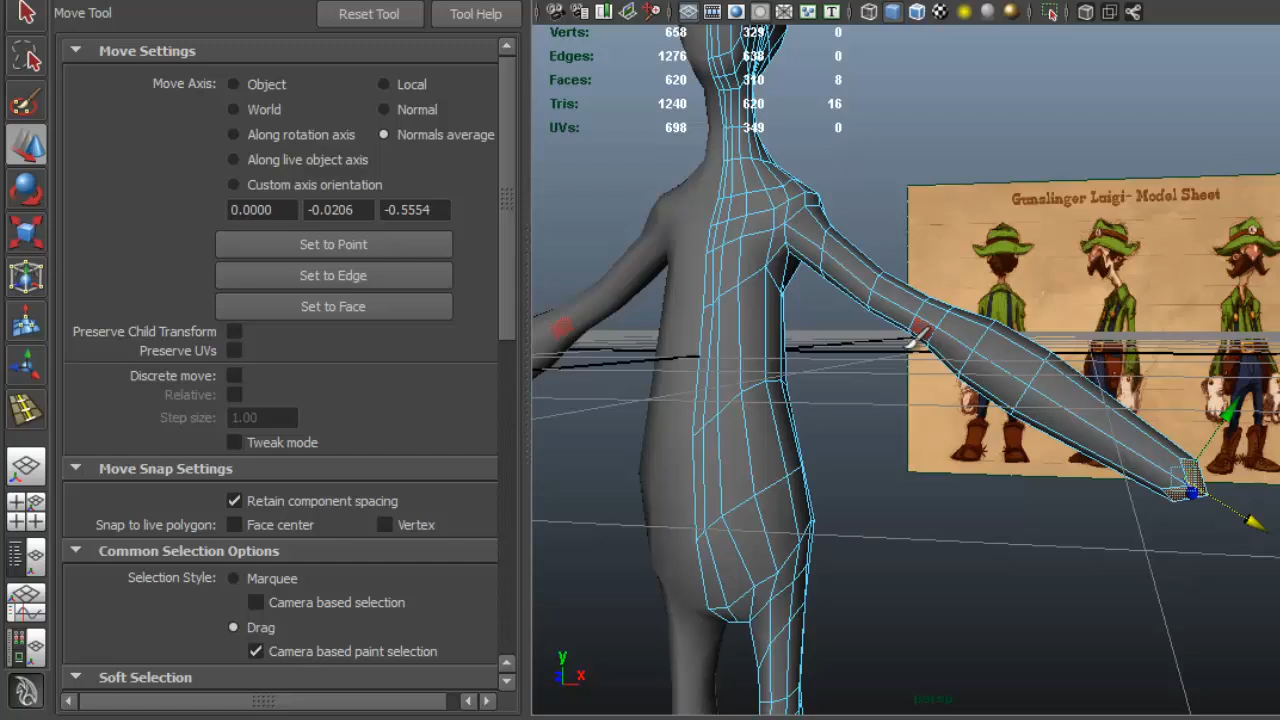 Move Tool
Reset Tool
Tool Help
Move Settings
Move Axis:
Object
Local
World
Normal
Along rotation axis
Normals average
Along live object axis
Custom axis orientation
0.0000
-0.0206
-0.5554
Set to Point
Set to Edge
Set to Face
Preserve Child Transform
Preserve UVs
Discrete move:
Relative:
Step size:
1.00
Tweak mode
Move Snap Settings
Retain component spacing
Snap to live polygon:
Face center
Vertex
Common Selection Options
Selection Style:
Marquee
Camera based selection
Drag
Camera based paint selection
Soft Selection
T
Verts: 658 329 0
Edges: 1276 638 0
Faces: 620 310 8
Tris: 1240 620 16
UVs: 698 349 0
Gunslinger Luigi- Model Sheet
y
z
x
persp